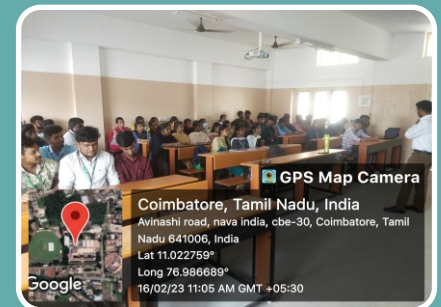 GPS Map Camera
Coimbatore, Tamil Nadu, India
Avinashi road, nava india, cbe-30, Coimbatore, Tamil
Nadu 641006, India
Lat 11.022759°
Long 76.986689°
16/02/23 11:05 AM GMT +05:30
Google